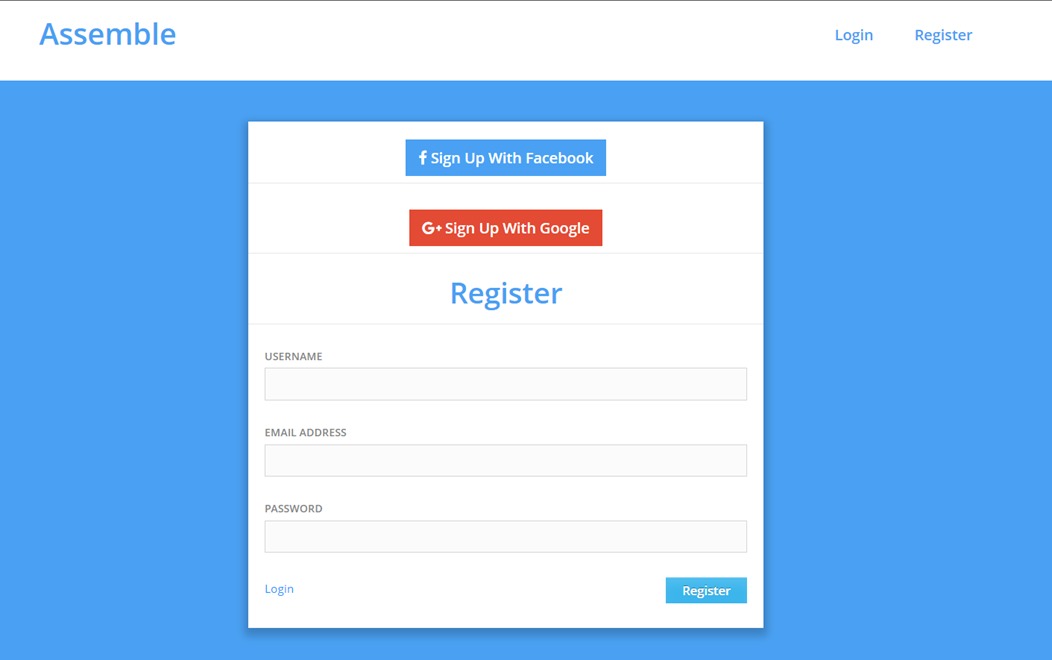 Assemble
Login Register
Sign Up With Facebook
G+ Sign Up With Google
Register
USERNAME
EMAIL ADDRESS
PASSWORD
Login Register